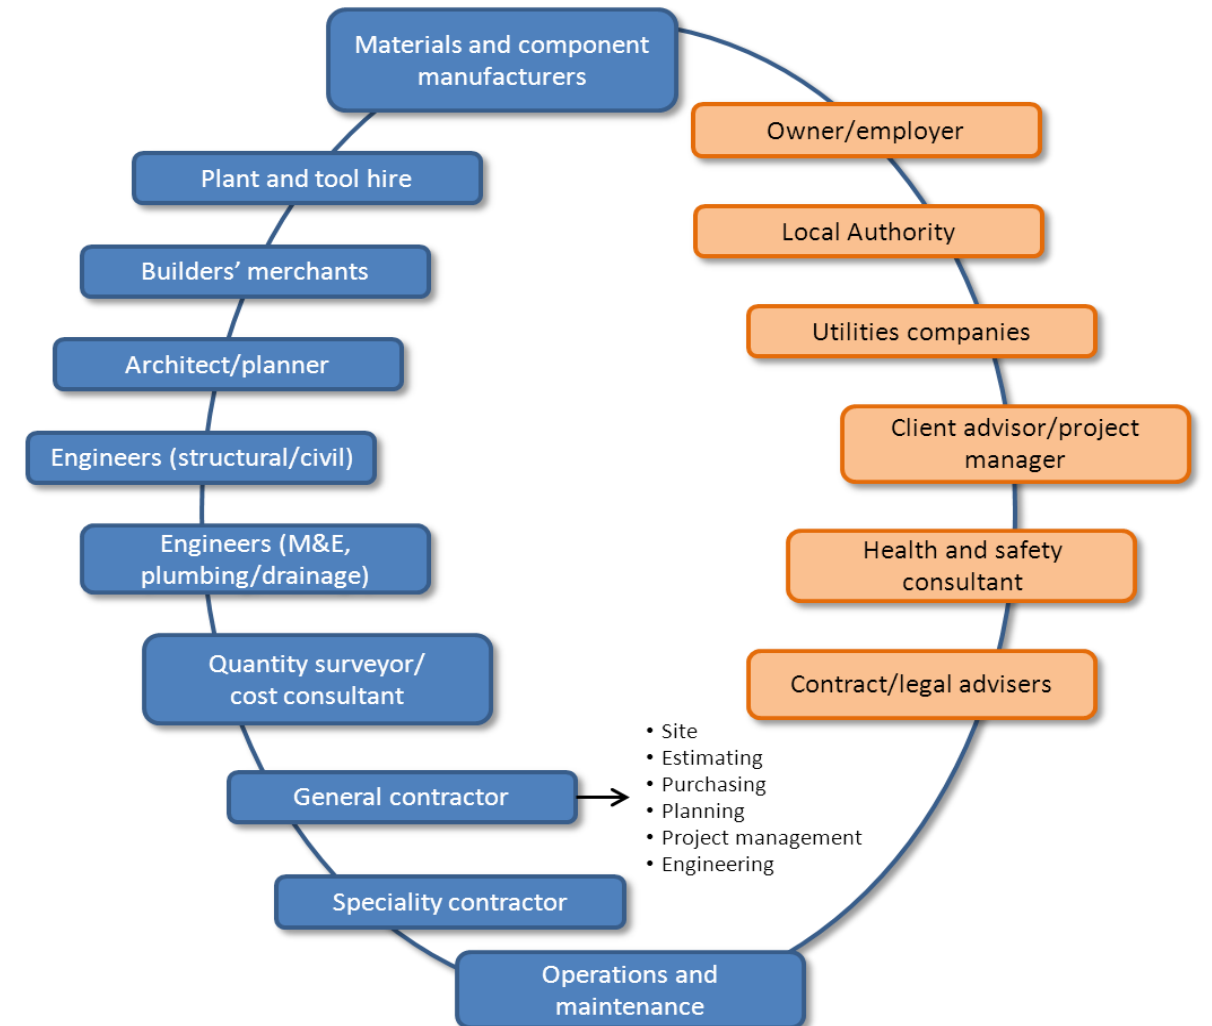 Materials and component
manufacturers
Owner/employer
Plant and tool hire
Local Authority
Builders’ merchants
Utilities companies
Architect/planner
Client advisor/project
manager
Engineers (structural/civil)
Engineers (M&E,
plumbing/drainage)
Health and safety
consultant
Quantity surveyor/
cost consultant
Contract/legal advisers
General contractor
• Site
• Estimating
• Purchasing
• Planning
• Project management
• Engineering
Speciality contractor
Operations and
maintenance